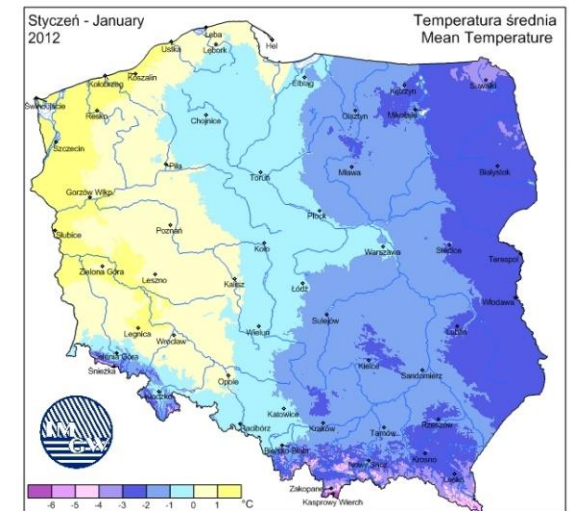 Styczeń - January
2012
Temperatura średnia
Mean Temperature
Łeba
Ustka
Lębork
Hel
Kołobrzeg
Koszalin
Elbląg
Kętrzyn
Suwałki
Świnoujście
Resko
Chojnice
Olsztyn
Mikołajki
Szczecin
Piła
Toruń
Mława
Białystok
Gorzów Wlkp.
Płock
Słubice
Poznań
Koło
Warszawa
Siedlce
Terespol
Zielona Góra
Leszno
Kalisz
Łódź
Włodawa
Legnica
Wrocław
Wieluń
Sulejów
Lublin
Jelenia Góra
Śnieżka
Opole
Kielce
Sandomierz
Kłodzko
Katowice
Racibórz
Kraków
Tarnów
Rzeszów
Bielsko-Biała
Nowy Sącz
Krosno
Lesko
IM
GW
Zakopane
Kasprowy Wierch
-6 -5 -4 -3 -2 -1 0 1 °C